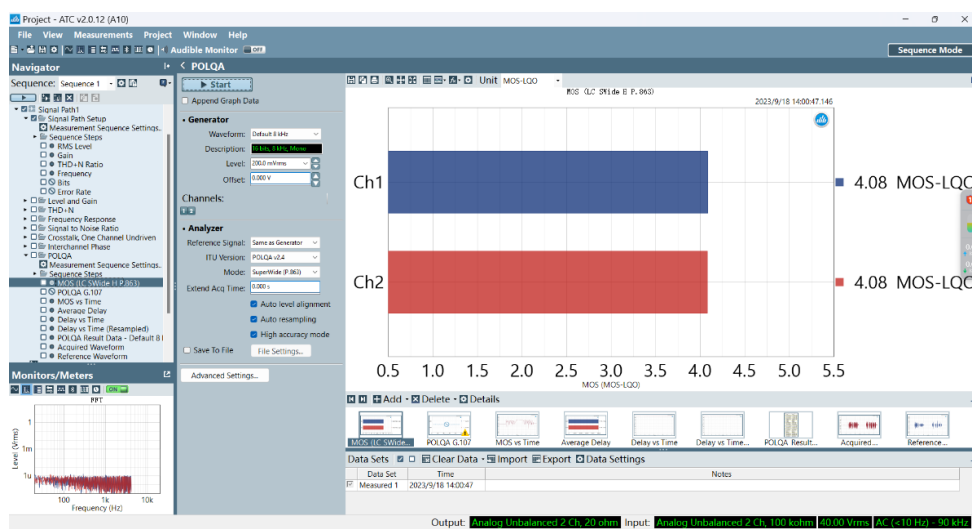 Project - ATC v2.0.12 (A10)
File View Measurements Project Window Help
Audible Monitor OFF
Sequence Mode
Navigator
Sequence: Sequence 1
Signal Path1
Signal Path Setup
Measurement Sequence Settings...
Sequence Steps
RMS Level
Gain
THD+N Ratio
Frequency
Bits
Error Rate
Level and Gain
THD+N
Frequency Response
Signal to Noise Ratio
Crosstalk, One Channel Undriven
Interchannel Phase
POLQA
Measurement Sequence Settings...
Sequence Steps
MOS (LC SWide H P.863)
POLQA G.107
MOS vs Time
Average Delay
Delay vs Time
Delay vs Time (Resampled)
POLQA Result Data - Default 8 l
Acquired Waveform
Reference Waveform
Monitors/Meters
ON
FFT
Level (Vrms)
1
1m
1u
100 1k 10k
Frequency (Hz)
POLQA
Start
Append Graph Data
Generator
Waveform: Default 8 kHz
Description: 16 bits, 8 kHz, Mono
Level: 200.0 mVrms
Offset: 0.000 V
Channels:
1 2
Analyzer
Reference Signal: Same as Generator
ITU Version: POLQA v2.4
Mode: SuperWide (P.863)
Extend Acq Time: 0.000 s
Auto level alignment
Auto resampling
High accuracy mode
Save To File File Settings...
Advanced Settings...
Unit MOS-LQO
MOS (LC SWide H P.863)
2023/9/18 14:00:47.146
Ch1
4.08 MOS-LQO
Ch2
4.08 MOS-LQO
0.5 1.0 1.5 2.0 2.5 3.0 3.5 4.0 4.5 5.0 5.5
MOS (MOS-LQO)
Add Delete Details
MOS (LC SWide... POLQA G.107 MOS vs Time Average Delay Delay vs Time Delay vs Time... POLQA Result... Acquired... Reference...
Data Sets Clear Data Import Export Data Settings
Data Set Time Notes
Measured 1 2023/9/18 14:00:47
Output: Analog Unbalanced 2 Ch, 20 ohm Input: Analog Unbalanced 2 Ch, 100 kohm 40.00 Vrms AC (<10 Hz) - 90 kHz